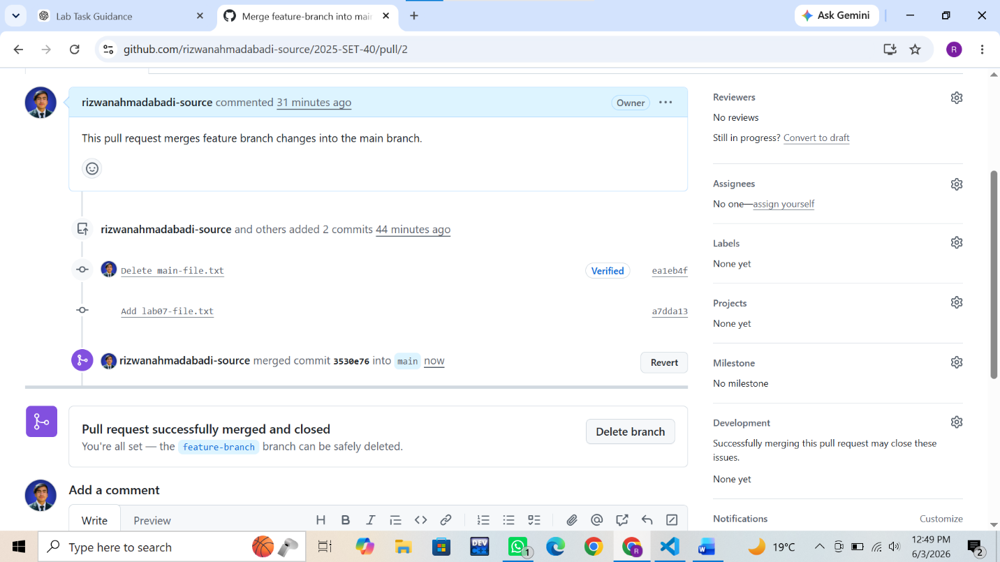 Lab Task Guidance
Merge feature-branch into main
Ask Gemini
github.com/rizwanahmadabadi-source/2025-SET-40/pull/2
R
rizwanahmadabadi-source commented 31 minutes ago
Owner
This pull request merges feature branch changes into the main branch.
rizwanahmadabadi-source and others added 2 commits 44 minutes ago
Delete main-file.txt
Verified
ea1eb4f
Add lab07-file.txt
a7dda13
rizwanahmadabadi-source merged commit 3530e76 into main now
Revert
Pull request successfully merged and closed
You're all set — the feature-branch branch can be safely deleted.
Delete branch
Add a comment
Write
Preview
Reviewers
No reviews
Still in progress? Convert to draft
Assignees
No one—assign yourself
Labels
None yet
Projects
None yet
Milestone
No milestone
Development
Successfully merging this pull request may close these
issues.
None yet
Notifications
Customize
Type here to search
DEV
1
R
W
19°C
12:49 PM
6/3/2026
2